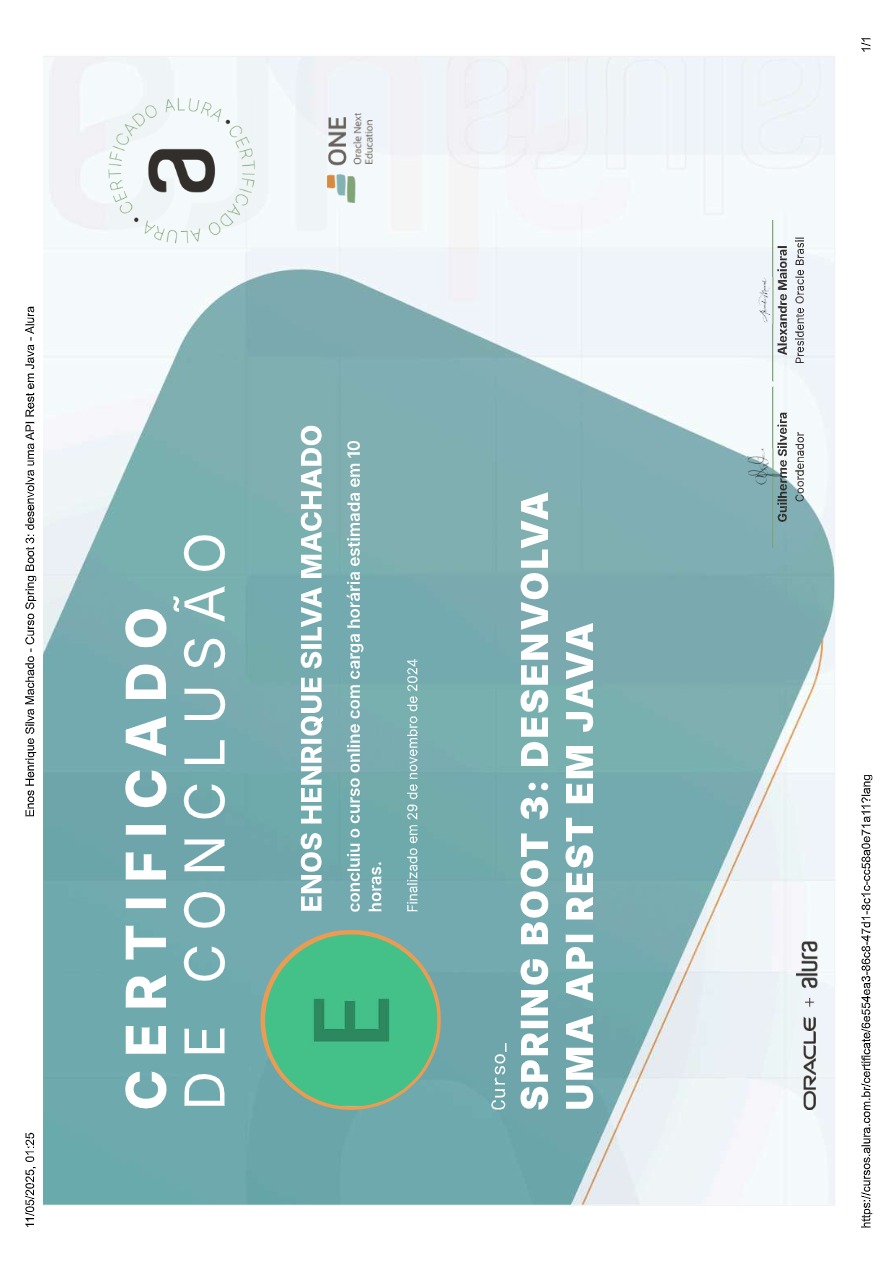 11/05/2025, 01:25
Enos Henrique Silva Machado - Curso Spring Boot 3: desenvolva uma API Rest em Java - Alura
CERTIFICADO
DE CONCLUSÃO
CERTIFICADO ALURA • CERTIFICADO ALURA •
a
E
ENOS HENRIQUE SILVA MACHADO
concluiu o curso online com carga horária estimada em 10
horas.
Finalizado em 29 de novembro de 2024
ONE
Oracle Next
Education
Curso_
SPRING BOOT 3: DESENVOLVA
UMA API REST EM JAVA
alura
Guilherme Silveira
Coordenador
Alexandre Maioral
Presidente Oracle Brasil
ORACLE + alura
https://cursos.alura.com.br/certificate/6e554ea3-86c8-47d1-8c1c-cc58a0e71a11?lang
1/1